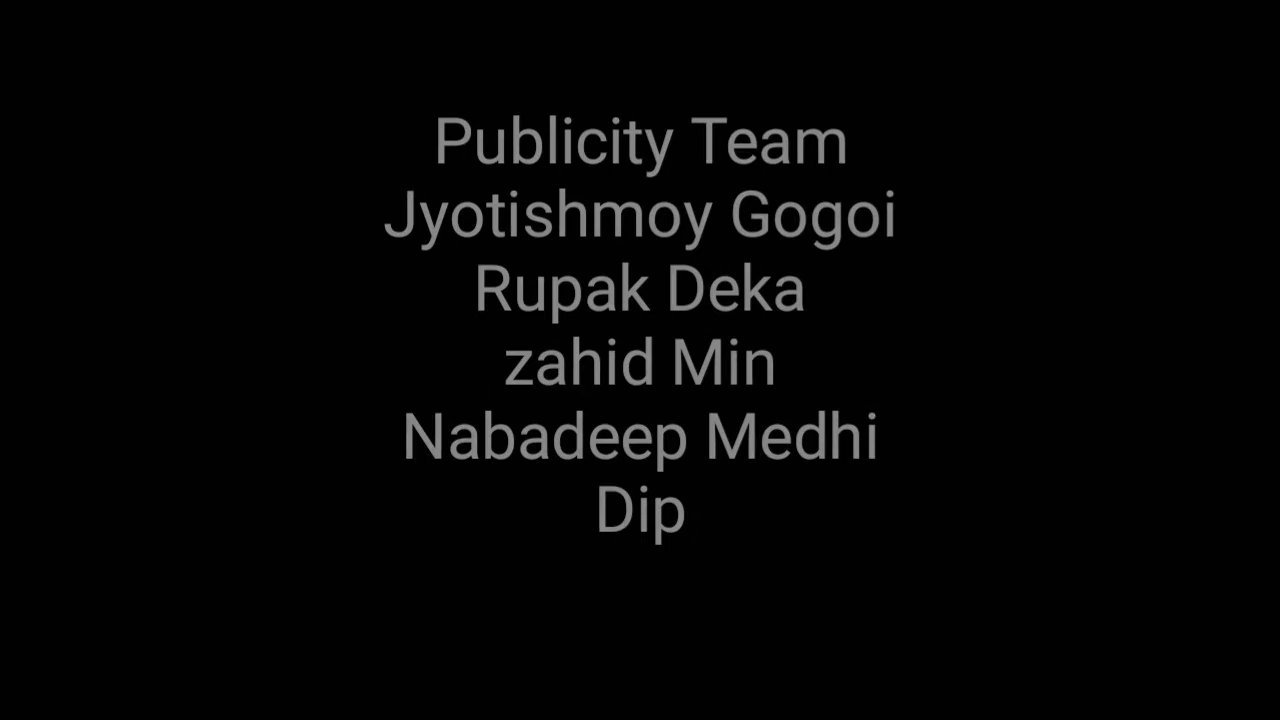 Publicity Team
Jyotishmoy Gogoi
Rupak Deka
zahid Min
Nabadeep Medhi
Dip